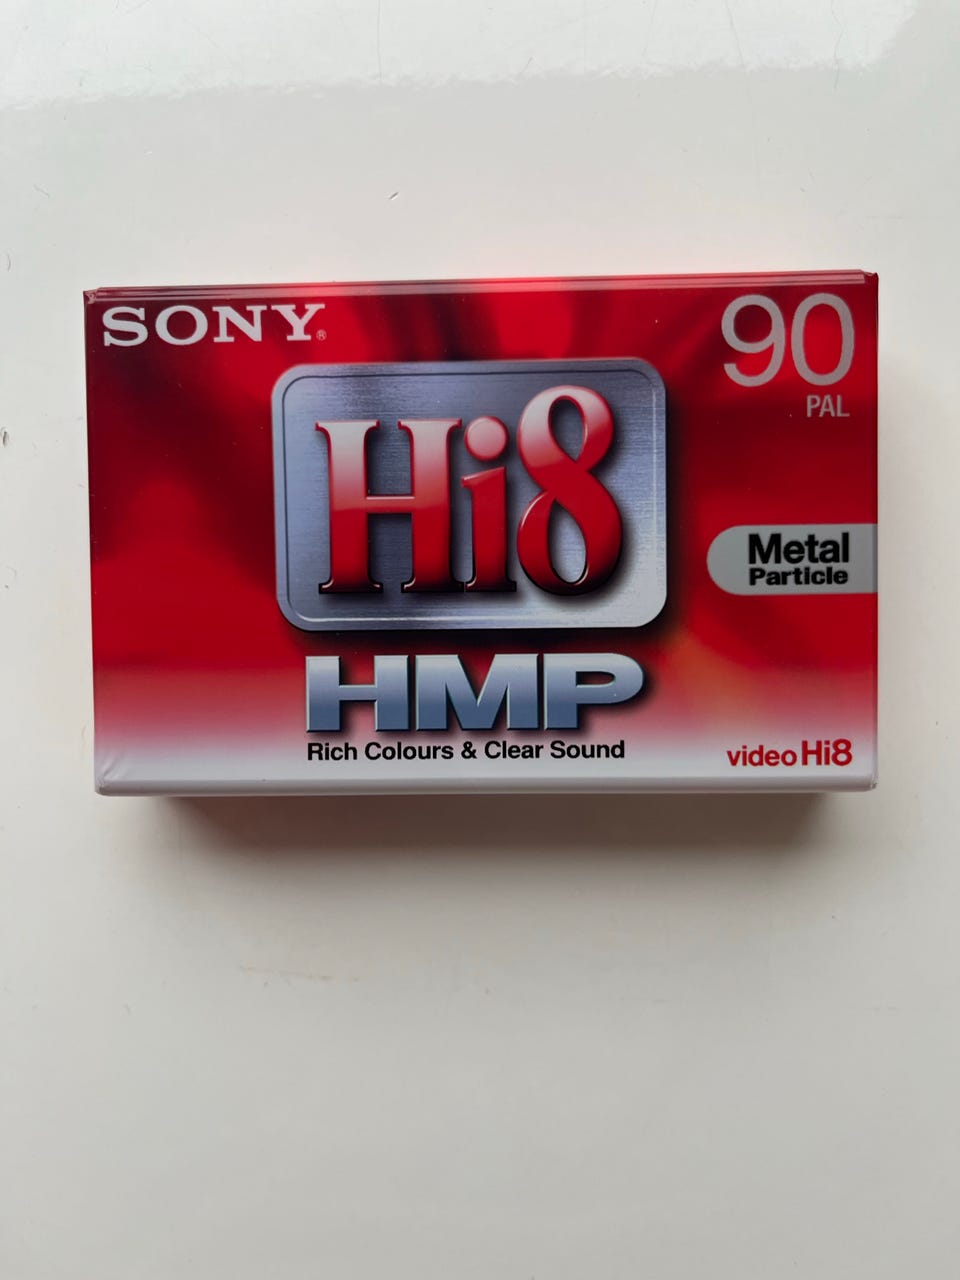 SONY®
90
PAL
Hi8
Metal
Particle
HMP
Rich Colours & Clear Sound
video Hi8